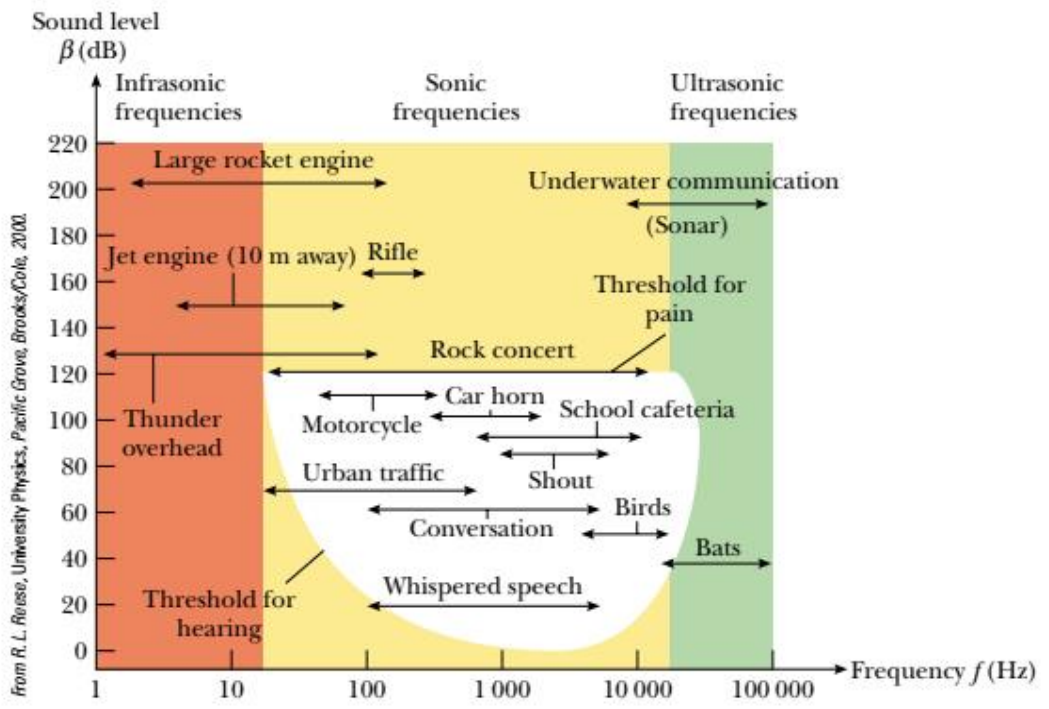 Sound level
β (dB)
Infrasonic
frequencies
Sonic
frequencies
Ultrasonic
frequencies
220
200
180
160
140
120
100
80
60
40
20
0
Large rocket engine
Underwater communication
(Sonar)
Jet engine (10 m away)
Rifle
Threshold for
pain
Rock concert
Car horn
Motorcycle
School cafeteria
Thunder
overhead
Urban traffic
Shout
Conversation
Birds
Bats
Whispered speech
Threshold for
hearing
1
10
100
1 000
10 000
100 000
Frequency f (Hz)
From R. L. Reese, University Physics, Pacific Grove, Brooks/Cole, 2000.